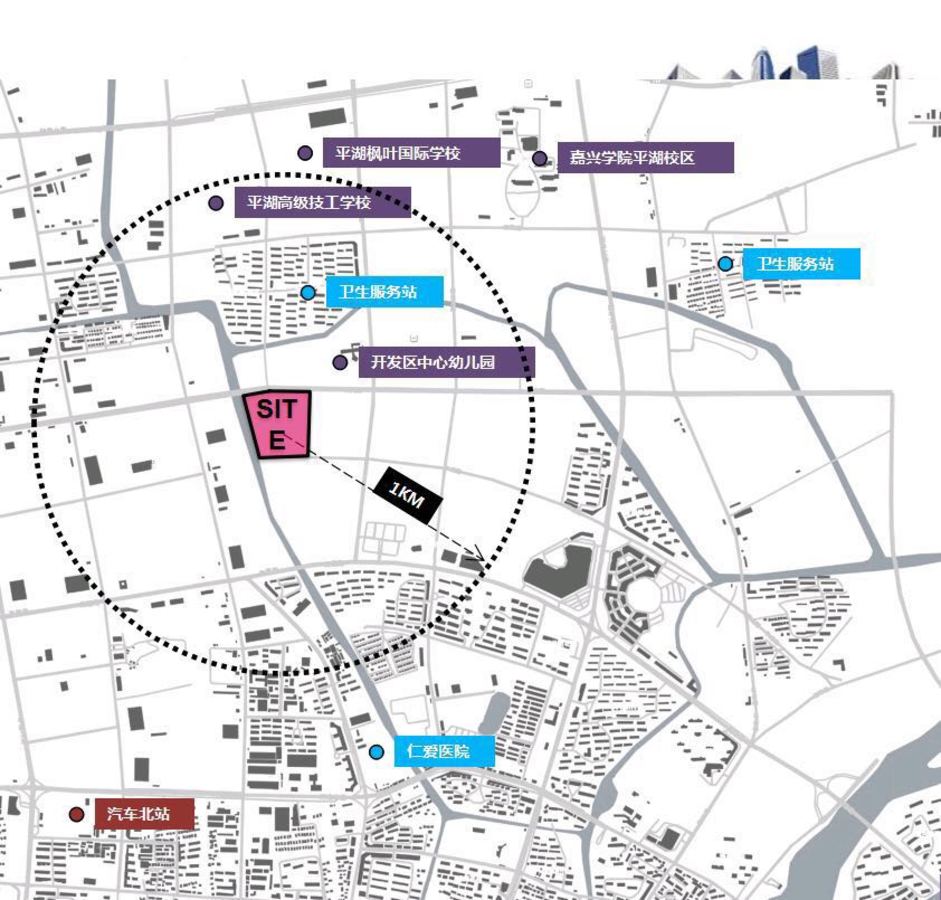 平湖枫叶国际学校
嘉兴学院平湖校区
平湖高级技工学校
卫生服务站
卫生服务站
开发区中心幼儿园
SIT
E
1KM
仁爱医院
汽车北站